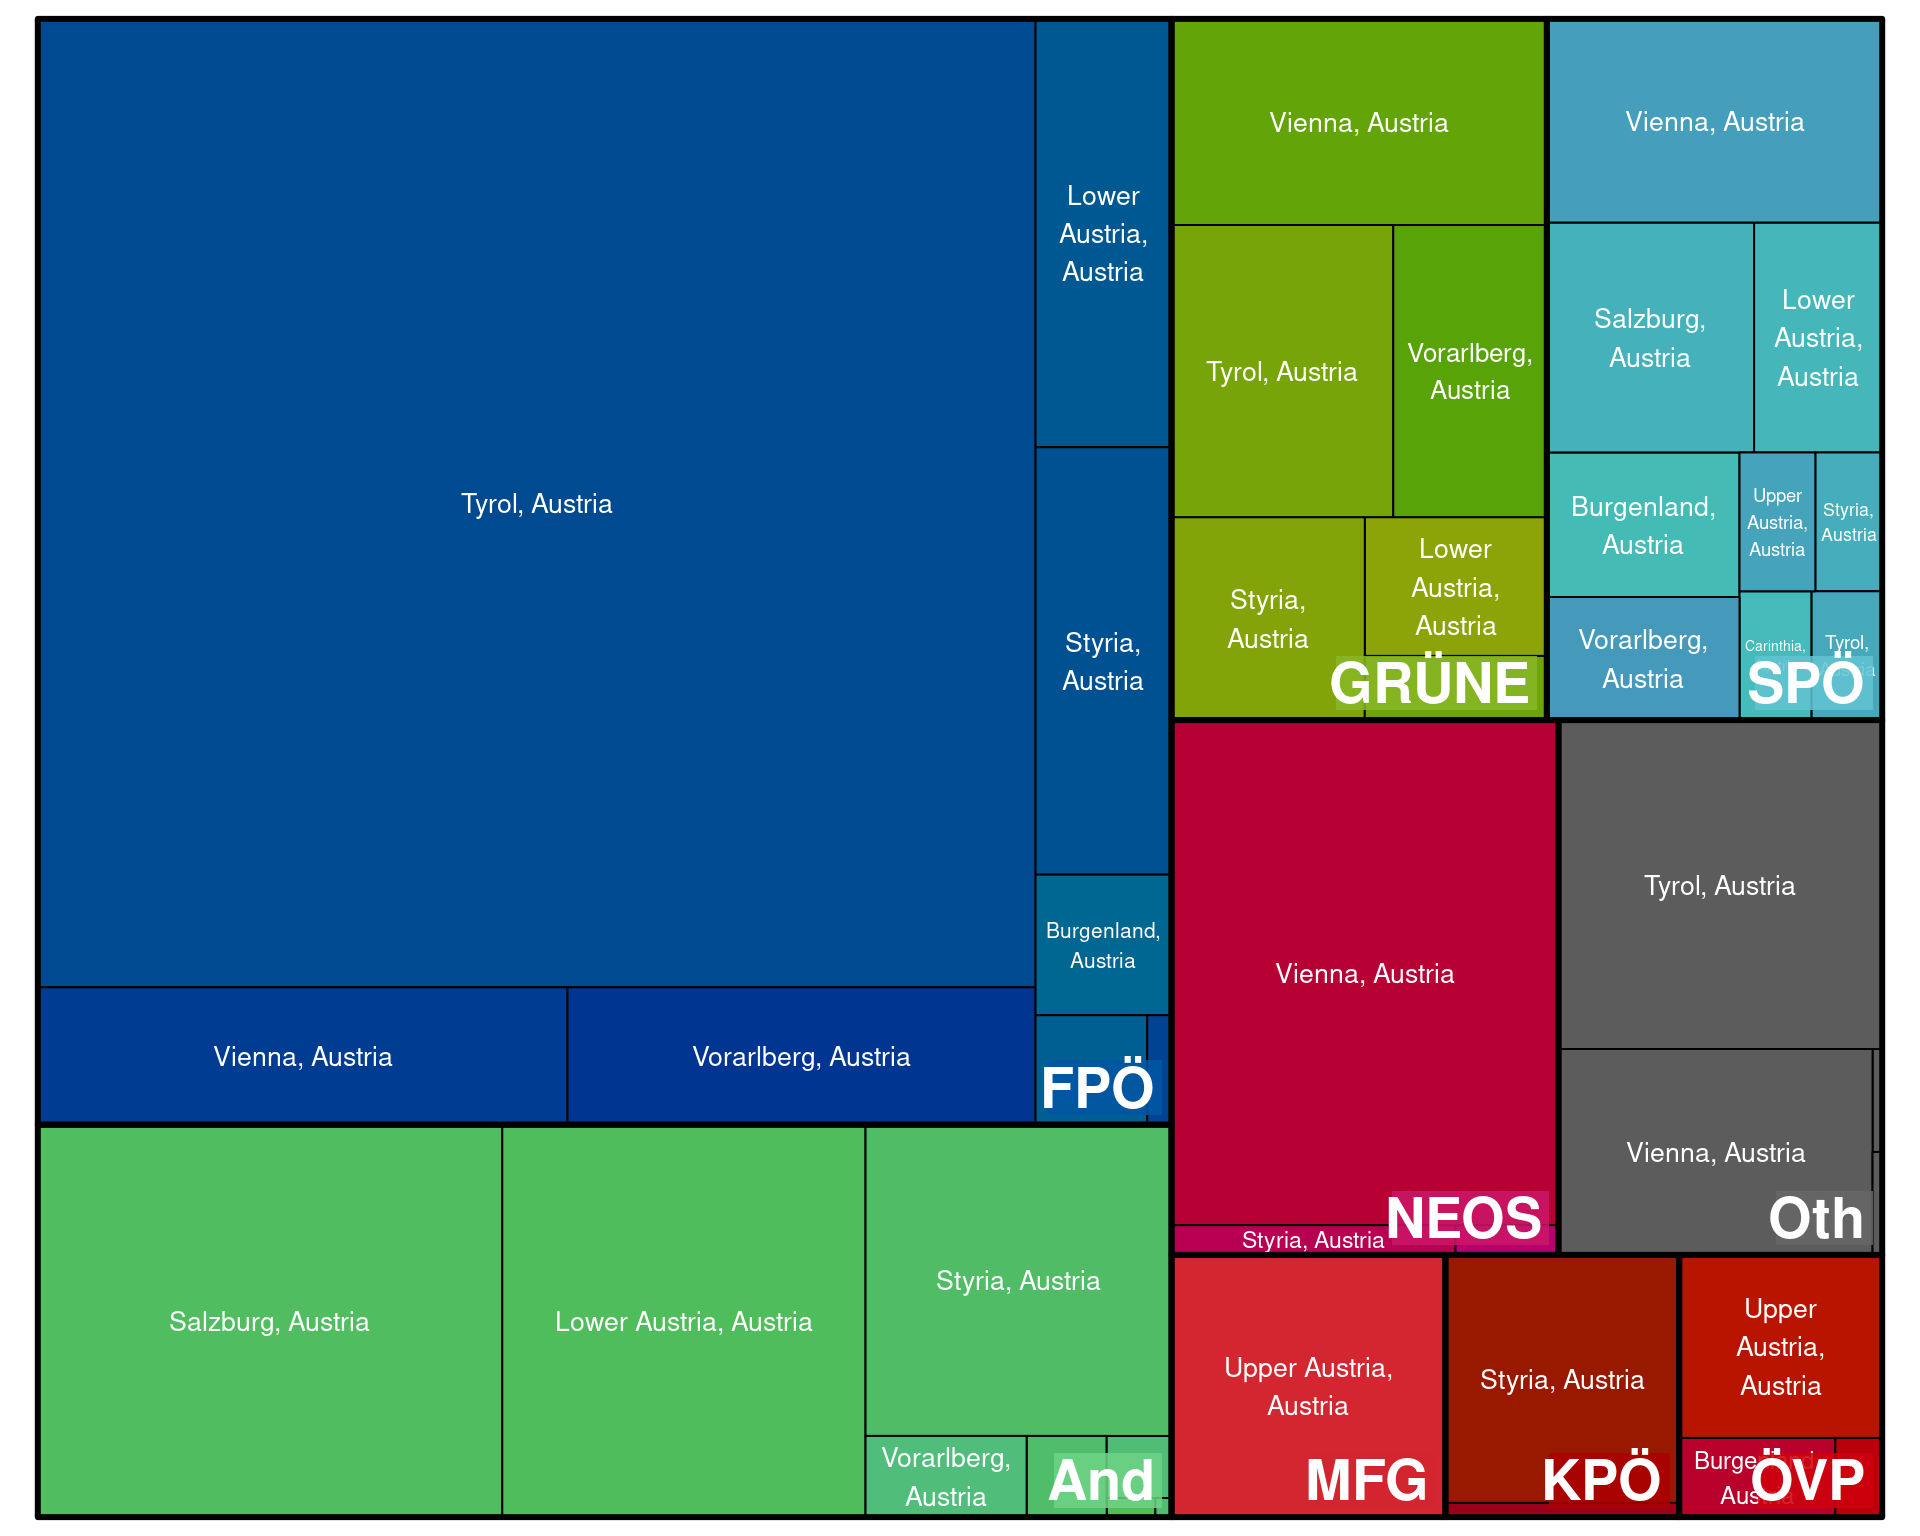 Tyrol, Austria
Lower
Austria,
Austria
Styria,
Austria
Burgenland,
Austria
Vienna, Austria
Vorarlberg, Austria
FPÖ
Salzburg, Austria
Lower Austria, Austria
Styria, Austria
Vorarlberg,
Austria
And
Vienna, Austria
Tyrol, Austria
Vorarlberg,
Austria
Styria,
Austria
Lower
Austria,
Austria
GRÜNE
Vienna, Austria
Salzburg,
Austria
Lower
Austria,
Austria
Burgenland,
Austria
Upper
Austria,
Austria
Styria,
Austria
Vorarlberg,
Austria
Carinthia,
Tyrol,
SPÖ
Vienna, Austria
Styria, Austria
NEOS
Tyrol, Austria
Vienna, Austria
Oth
Upper Austria,
Austria
MFG
Styria, Austria
KPÖ
Upper
Austria,
Austria
Burgenland,
Austria
ÖVP